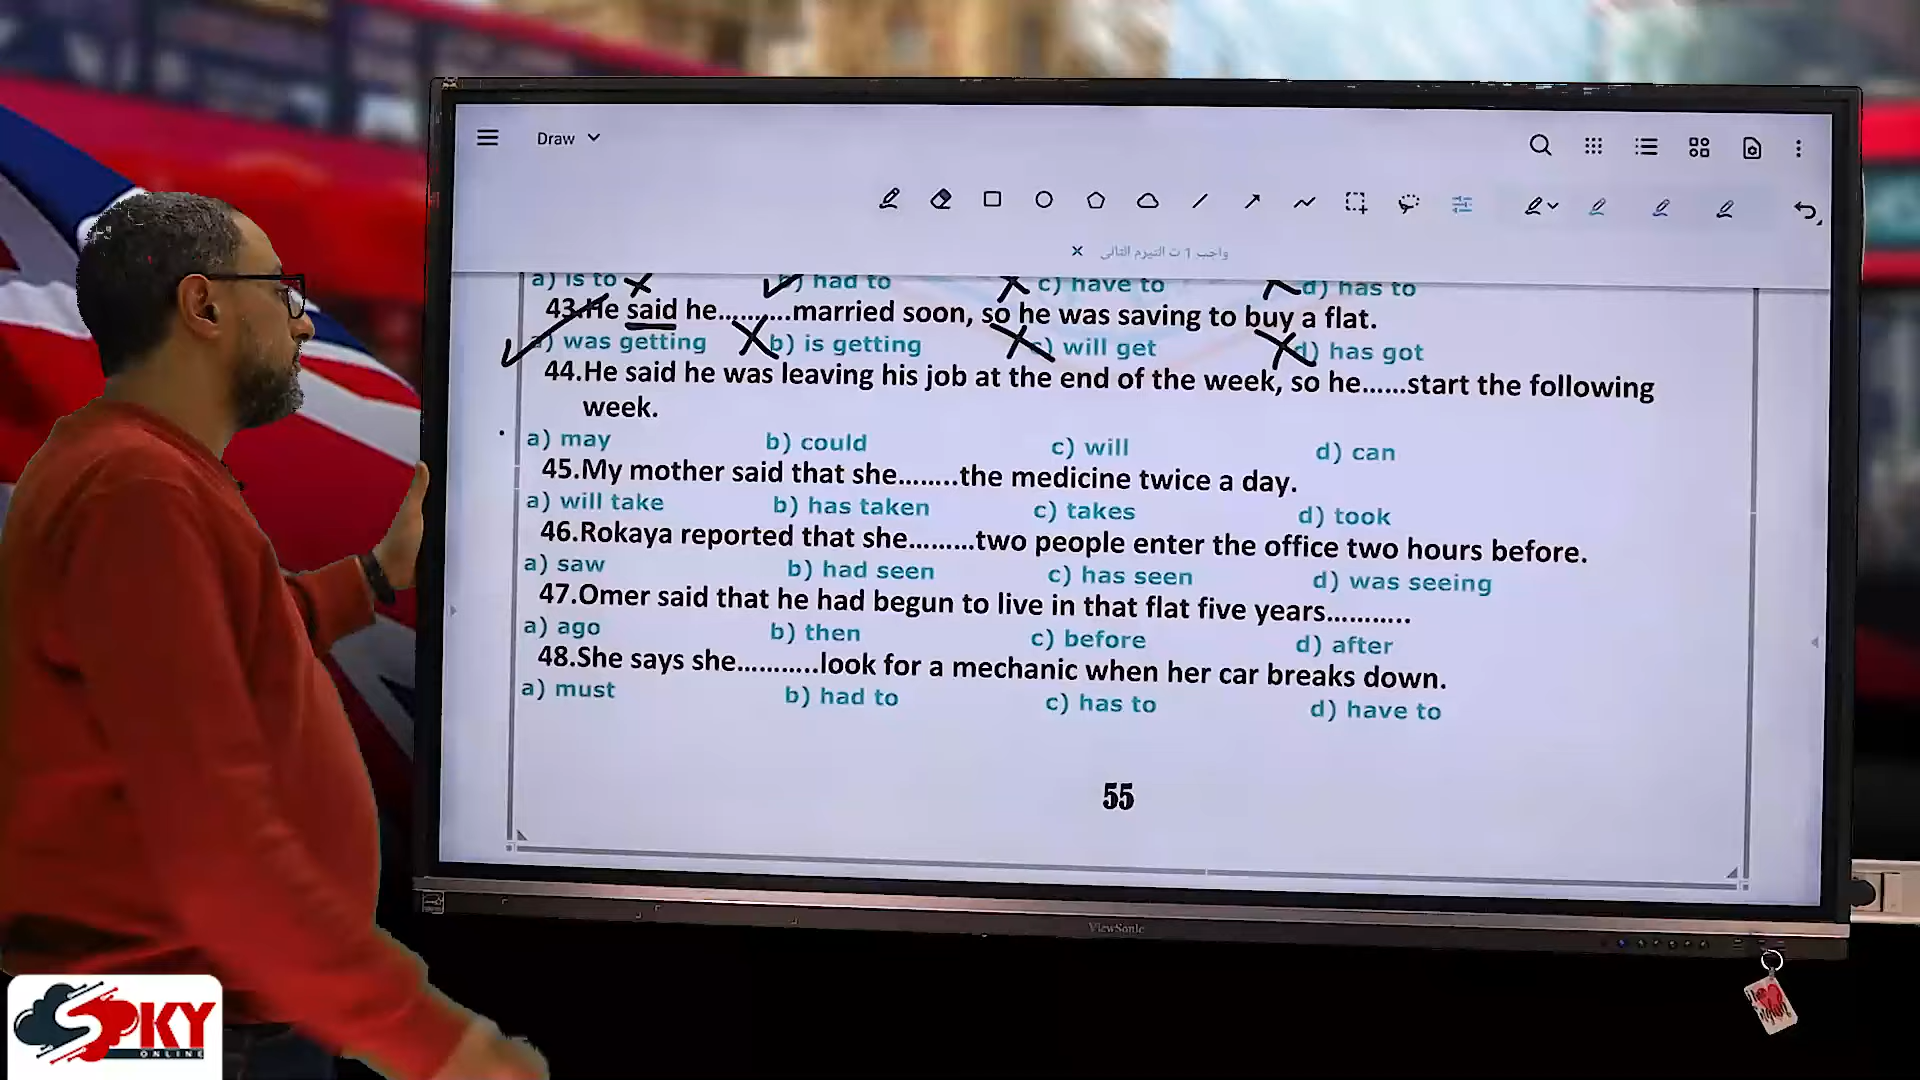 Draw
واجب 1 ت التيرم التانى
a) is to b) had to c) have to d) has to
43.He said he..........married soon, so he was saving to buy a flat.
a) was getting b) is getting c) will get d) has got
44.He said he was leaving his job at the end of the week, so he......start the following
week.
a) may b) could c) will d) can
45.My mother said that she........the medicine twice a day.
a) will take b) has taken c) takes d) took
46.Rokaya reported that she.........two people enter the office two hours before.
a) saw b) had seen c) has seen d) was seeing
47.Omer said that he had begun to live in that flat five years...........
a) ago b) then c) before d) after
48.She says she...........look for a mechanic when her car breaks down.
a) must b) had to c) has to d) have to
55
ViewSonic
SPKY
ONLINE